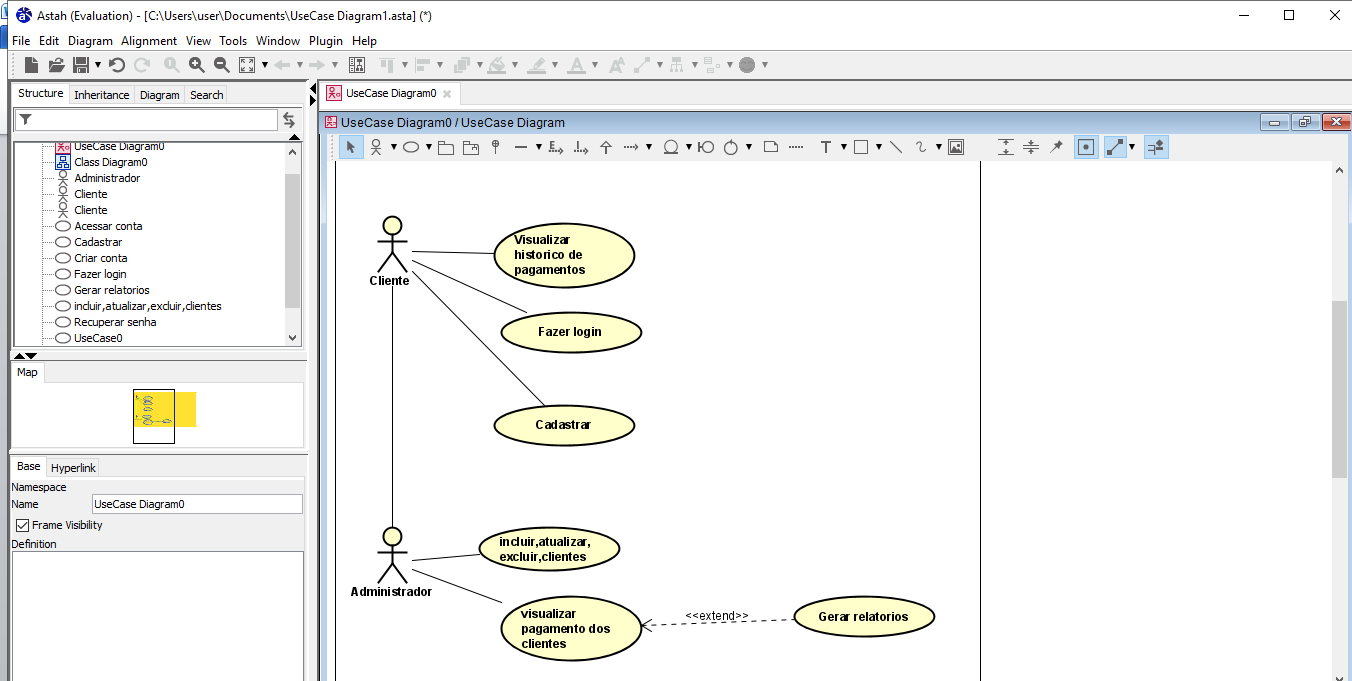 Astah (Evaluation) - [C:\Users\user\Documents\UseCase Diagram1.asta] (*)
File Edit Diagram Alignment View Tools Window Plugin Help
Structure Inheritance Diagram Search
UseCase Diagram0
Class Diagram0
Administrador
Cliente
Cliente
Acessar conta
Cadastrar
Criar conta
Fazer login
Gerar relatorios
incluir,atualizar,excluir,clientes
Recuperar senha
UseCase0
Map
Base Hyperlink
Namespace
Name UseCase Diagram0
Frame Visibility
Definition
UseCase Diagram0
UseCase Diagram0 / UseCase Diagram
Cliente
Visualizar
historico de
pagamentos
Fazer login
Cadastrar
Administrador
incluir,atualizar,
excluir,clientes
visualizar
pagamento dos
clientes
<<extend>>
Gerar relatorios